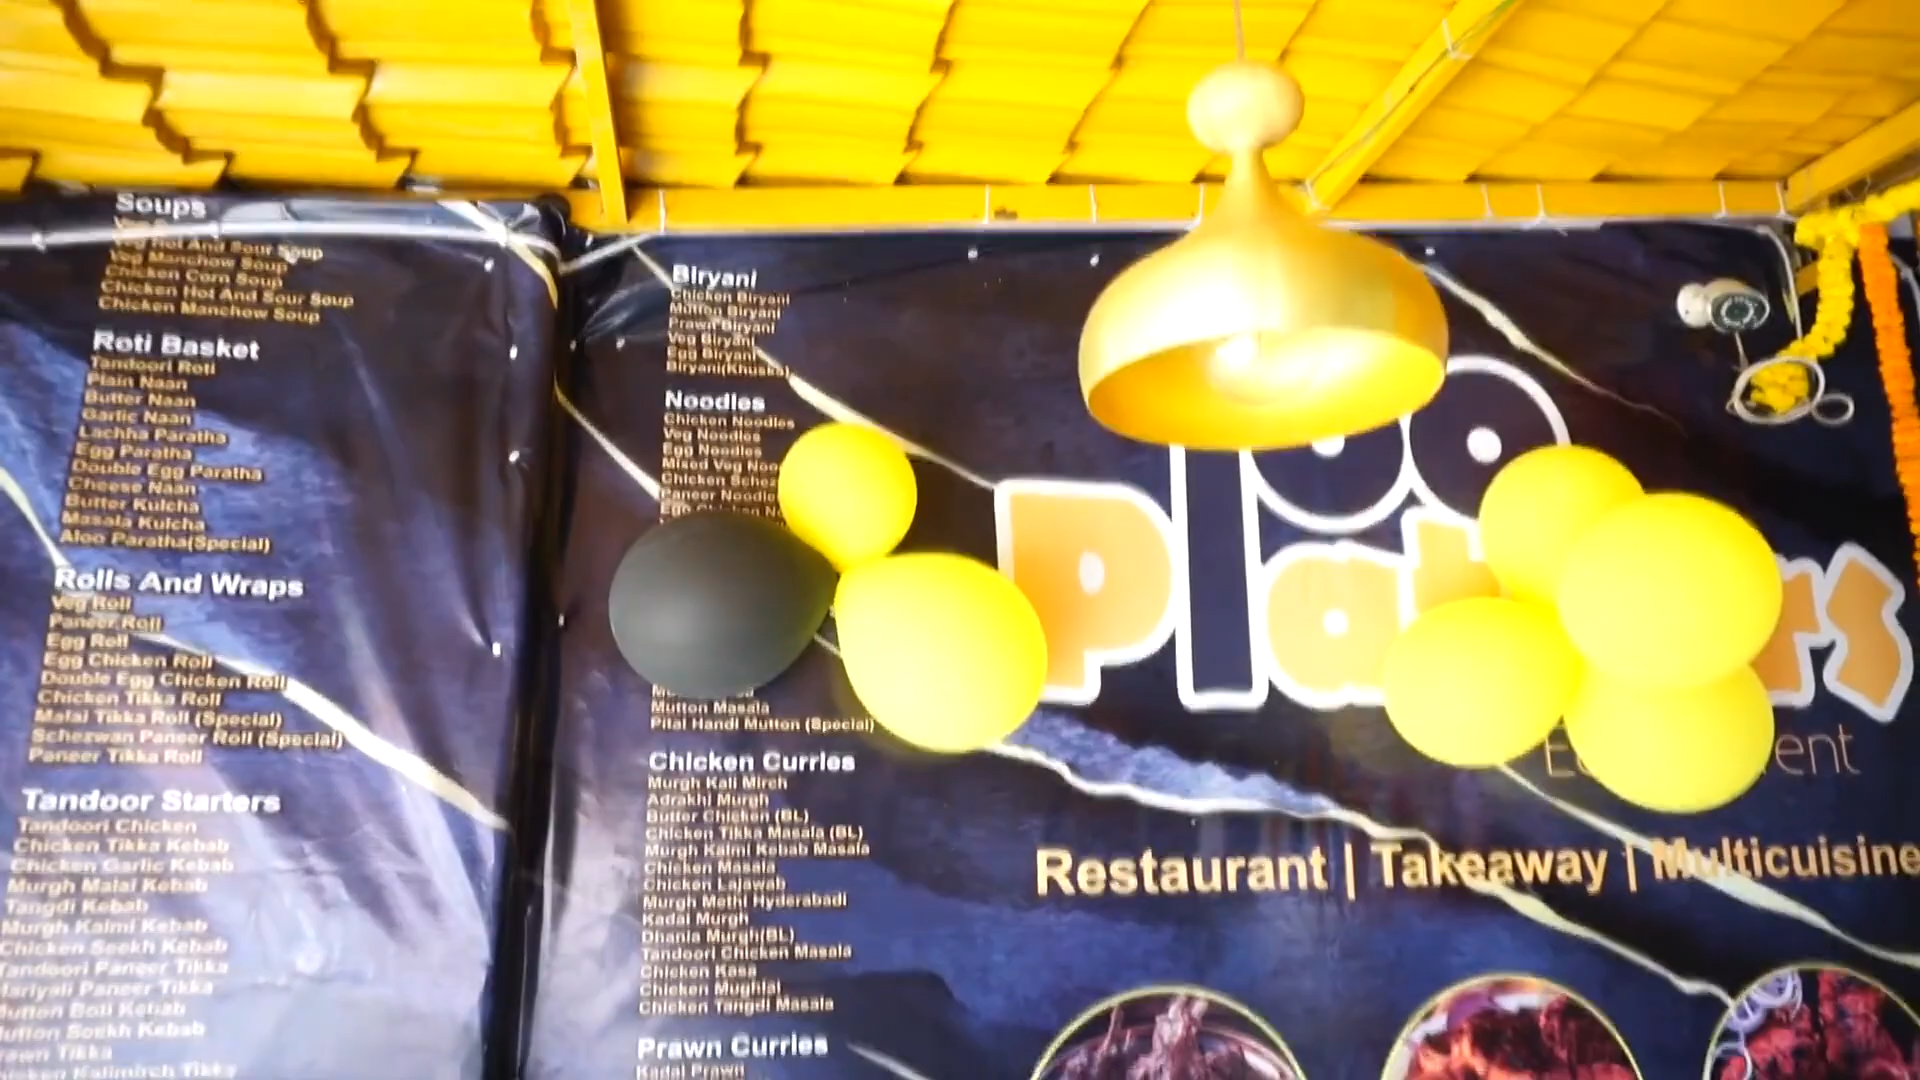 Soups
Veg Hot And Sour Soup
Veg Manchow Soup
Chicken Corn Soup
Chicken Hot And Sour Soup
Chicken Manchow Soup
Roti Basket
Tandoori Roti
Plain Naan
Butter Naan
Garlic Naan
Lachha Paratha
Egg Paratha
Double Egg Paratha
Cheese Naan
Butter Kulcha
Masala Kulcha
Aloo Paratha(Special)
Rolls And Wraps
Veg Roll
Paneer Roll
Egg Roll
Egg Chicken Roll
Double Egg Chicken Roll
Chicken Tikka Roll
Malai Tikka Roll (Special)
Schezwan Paneer Roll (Special)
Paneer Tikka Roll
Tandoor Starters
Tandoori Chicken
Chicken Tikka Kebab
Chicken Garlic Kebab
Murgh Malai Kebab
Tangdi Kebab
Murgh Kalmi Kebab
Chicken Seekh Kebab
Tandoori Paneer Tikka
Hariyali Paneer Tikka
Mutton Boti Kebab
Mutton Seekh Kebab
Prawn Tikka
Chicken Kalimirch Tikka
Biryani
Chicken Biryani
Mutton Biryani
Prawn Biryani
Veg Biryani
Egg Biryani
Biryani(Khusba)
Noodles
Chicken Noodles
Veg Noodles
Egg Noodles
Mixed Veg
Chicken
Paneer Noodle
Mutton Masala
Pital Handi Mutton (Special)
Chicken Curries
Murgh Kali Mirch
Adrakhi Murgh
Butter Chicken (BL)
Chicken Tikka Masala (BL)
Murgh Kalmi Kebab Masala
Chicken Masala
Chicken Lajawab
Murgh Methi Hyderabadi
Kadai Murgh
Dhania Murgh(BL)
Tandoori Chicken Masala
Chicken Kasa
Chicken Mughlai
Chicken Tangdi Masala
Prawn Curries
Kadai Prawn
Restaurant | Takeaway | Multicuisine